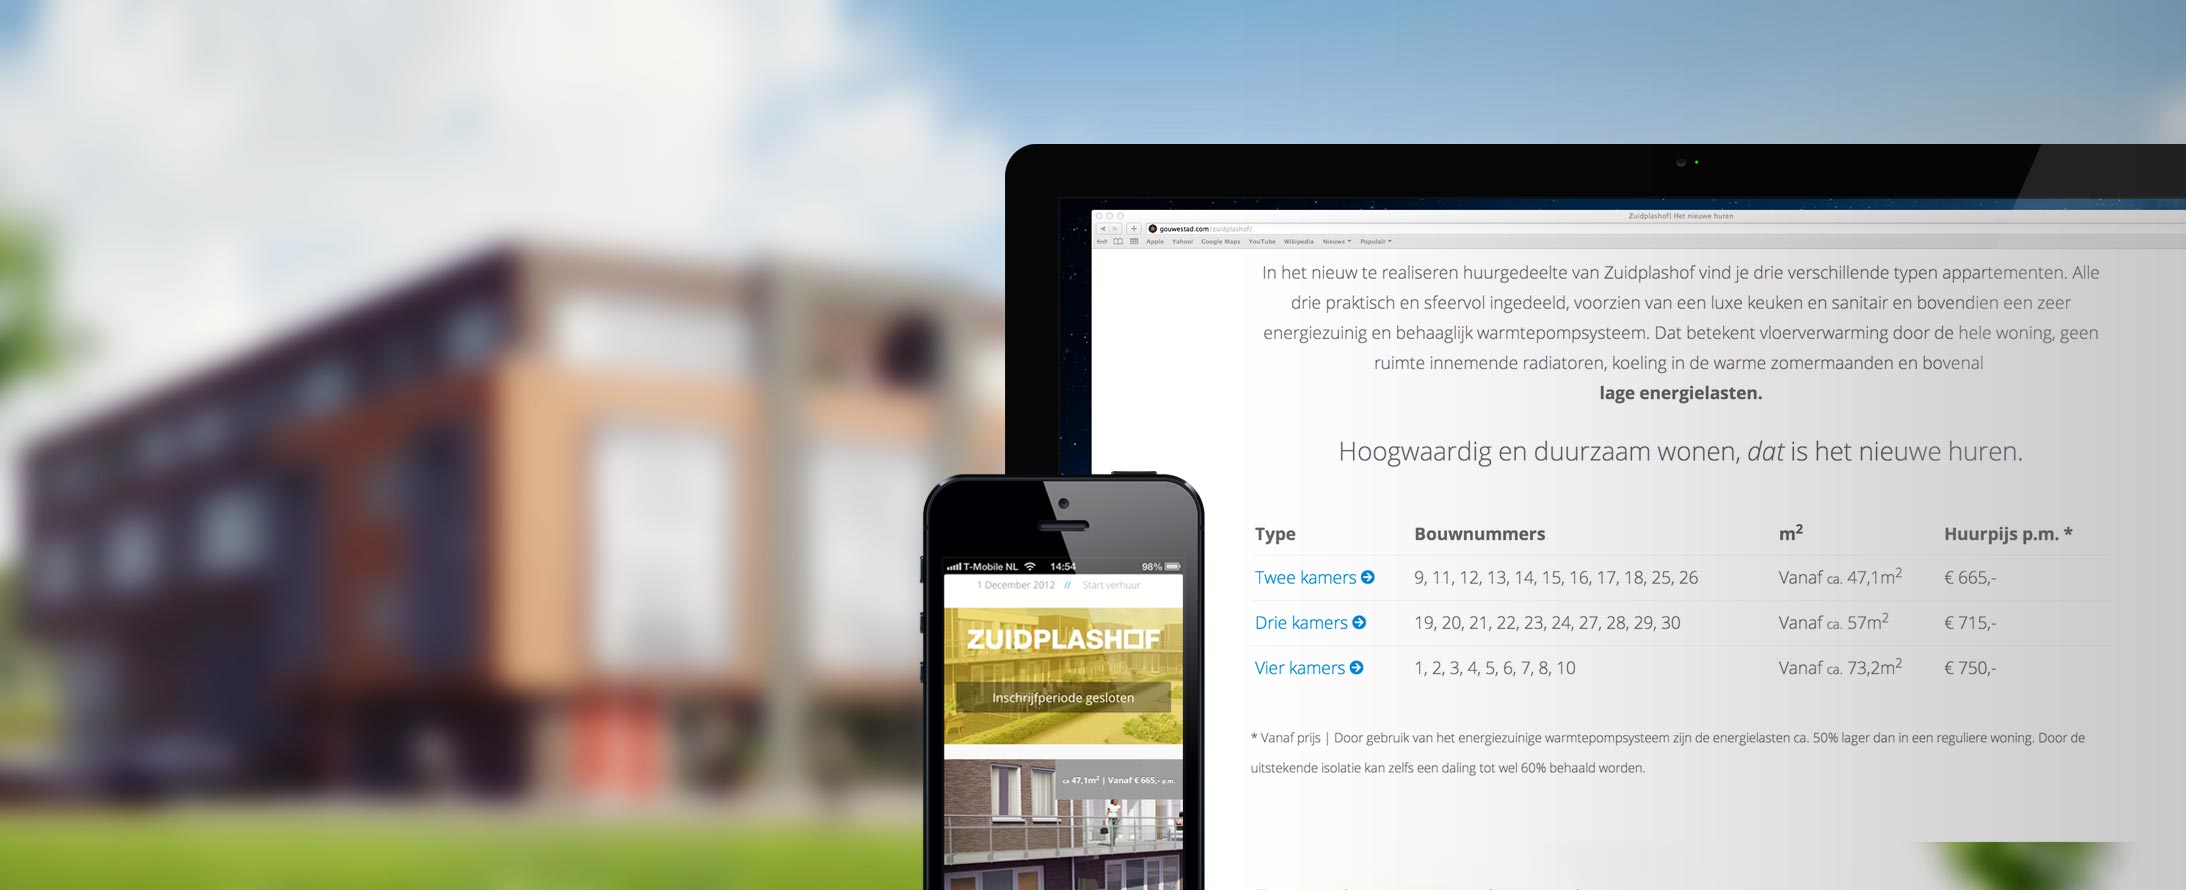 Zuidplashof| Het nieuwe huren
gouwestad.com/zuidplashof/
Apple Yahoo! Google Maps YouTube Wikipedia Nieuws Populair
In het nieuw te realiseren huurgedeelte van Zuidplashof vind je drie verschillende typen appartementen. Alle
drie praktisch en sfeervol ingedeeld, voorzien van een luxe keuken en sanitair en bovendien een zeer
energiezuinig en behaaglijk warmtepompsysteem. Dat betekent vloerverwarming door de hele woning, geen
ruimte innemende radiatoren, koeling in de warme zomermaanden en bovenal
lage energielasten.
Hoogwaardig en duurzaam wonen, dat is het nieuwe huren.
Type Bouwnummers m² Huurpijs p.m. *
Twee kamers 9, 11, 12, 13, 14, 15, 16, 17, 18, 25, 26 Vanaf ca. 47,1m² € 665,-
Drie kamers 19, 20, 21, 22, 23, 24, 27, 28, 29, 30 Vanaf ca. 57m² € 715,-
Vier kamers 1, 2, 3, 4, 5, 6, 7, 8, 10 Vanaf ca. 73,2m² € 750,-
* Vanaf prijs | Door gebruik van het energiezuinige warmtepompsysteem zijn de energielasten ca. 50% lager dan in een reguliere woning. Door de
uitstekende isolatie kan zelfs een daling tot wel 60% behaald worden.
T-Mobile NL 14:54 98%
1 December 2012 // Start verhuur
ZUIDPLASHOF
Inschrijfperiode gesloten
ca 47,1m² | Vanaf € 665,- p.m.